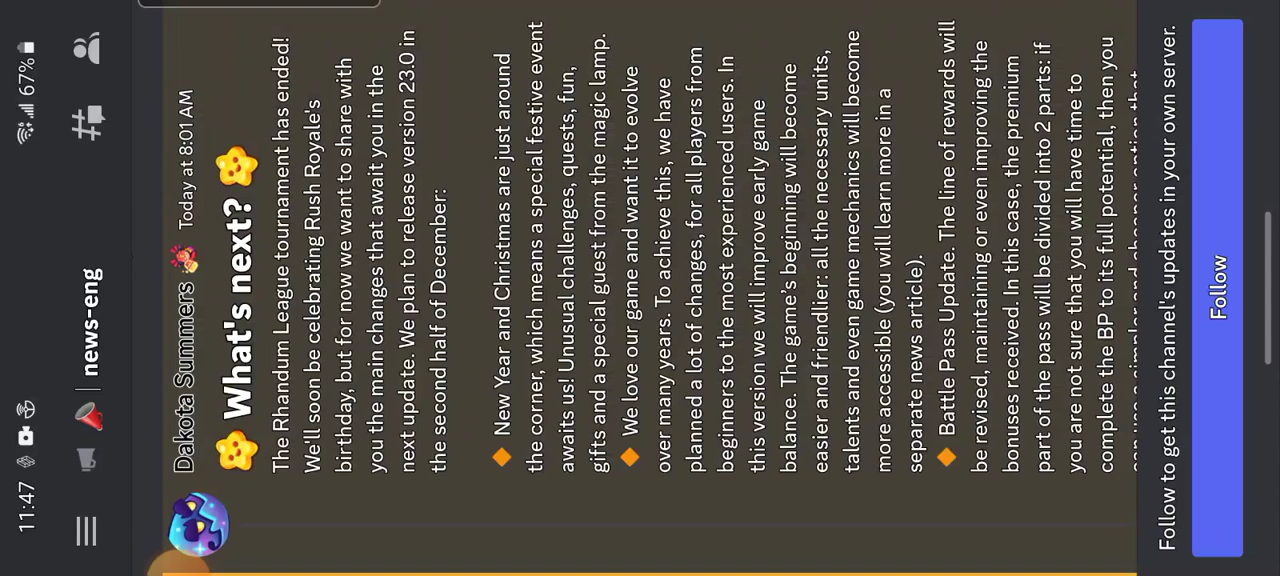 11:47 67%
news-eng
Dakota Summers Today at 8:01 AM
What's next?
The Rhandum League tournament has ended!
We'll soon be celebrating Rush Royale's
birthday, but for now we want to share with
you the main changes that await you in the
next update. We plan to release version 23.0 in
the second half of December:
New Year and Christmas are just around
the corner, which means a special festive event
awaits us! Unusual challenges, quests, fun,
gifts and a special guest from the magic lamp.
We love our game and want it to evolve
over many years. To achieve this, we have
planned a lot of changes, for all players from
beginners to the most experienced users. In
this version we will improve early game
balance. The game's beginning will become
easier and friendlier: all the necessary units,
talents and even game mechanics will become
more accessible (you will learn more in a
separate news article).
Battle Pass Update. The line of rewards will
be revised, maintaining or even improving the
bonuses received. In this case, the premium
part of the pass will be divided into 2 parts: if
you are not sure that you will have time to
complete the BP to its full potential, then you
Follow to get this channel's updates in your own server.
Follow